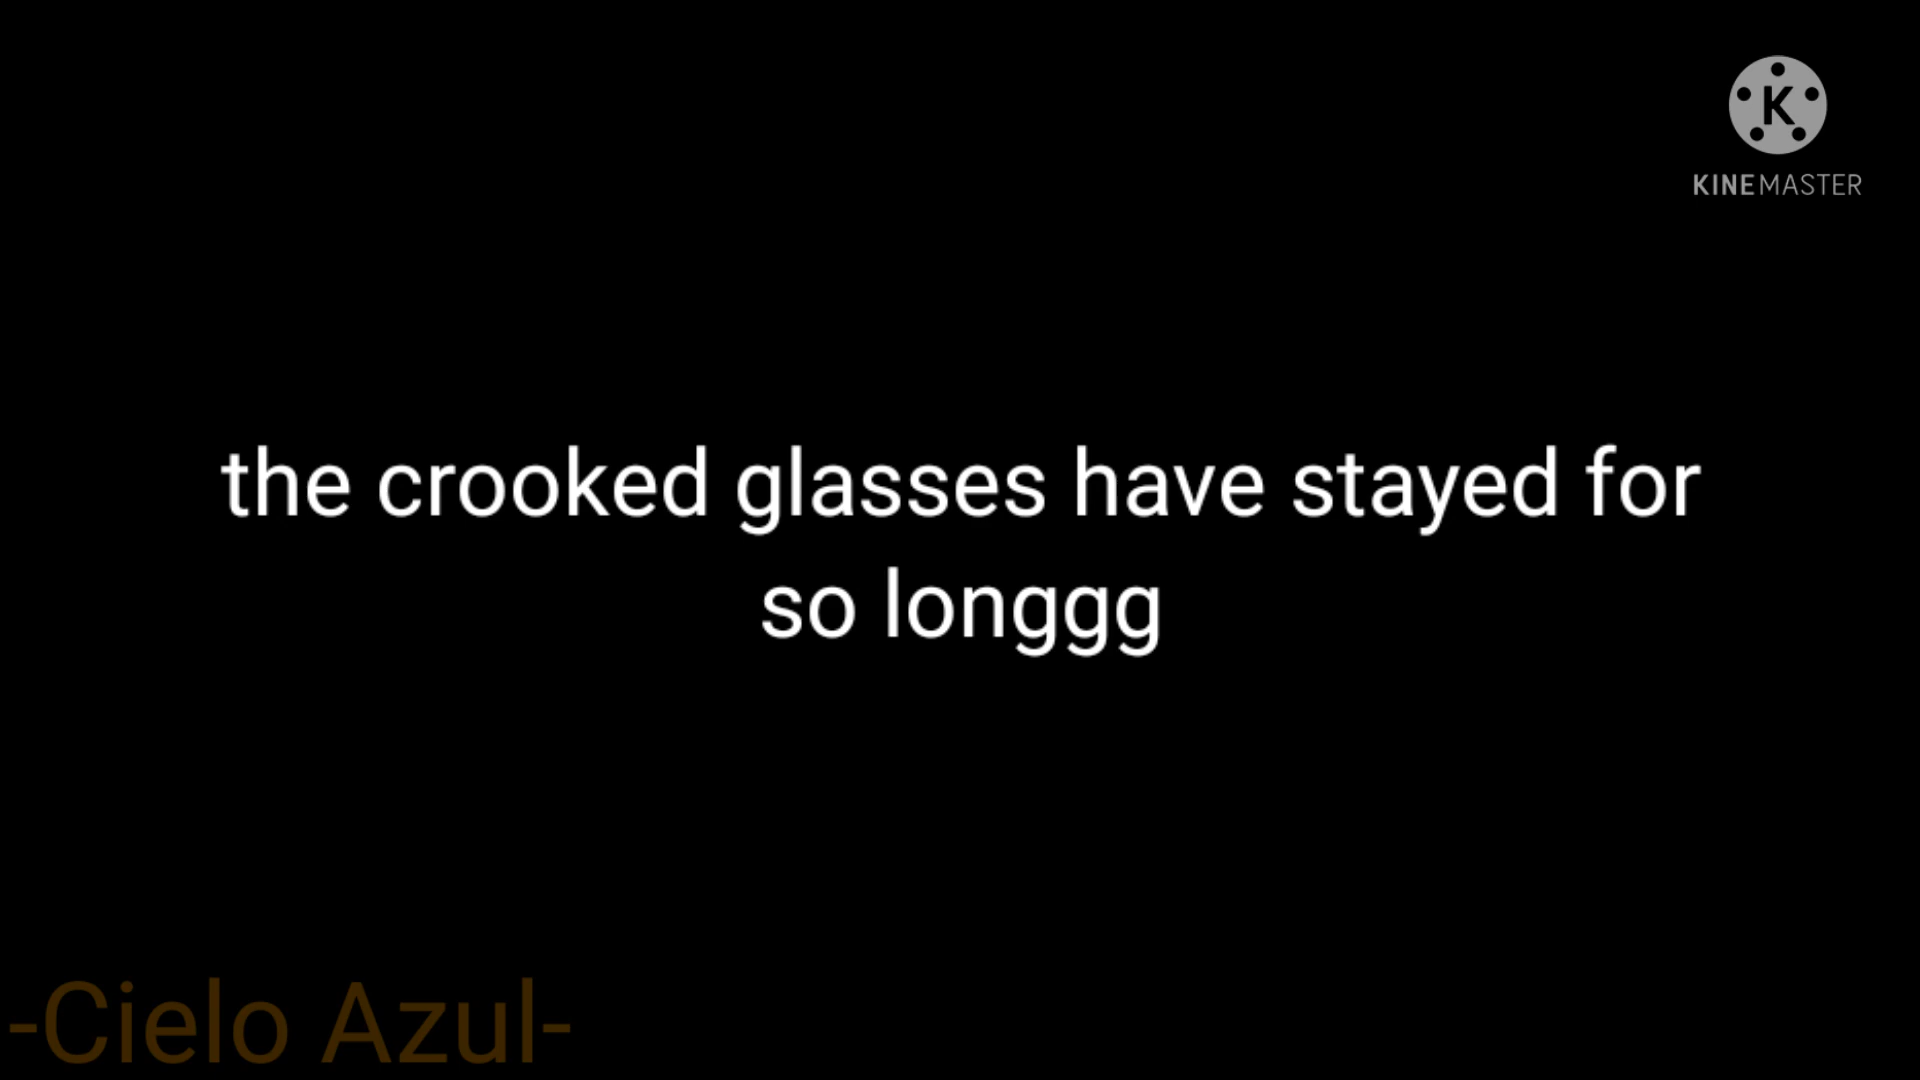 K
KINEMASTER
the crooked glasses have stayed for
so longgg
-Cielo Azul-